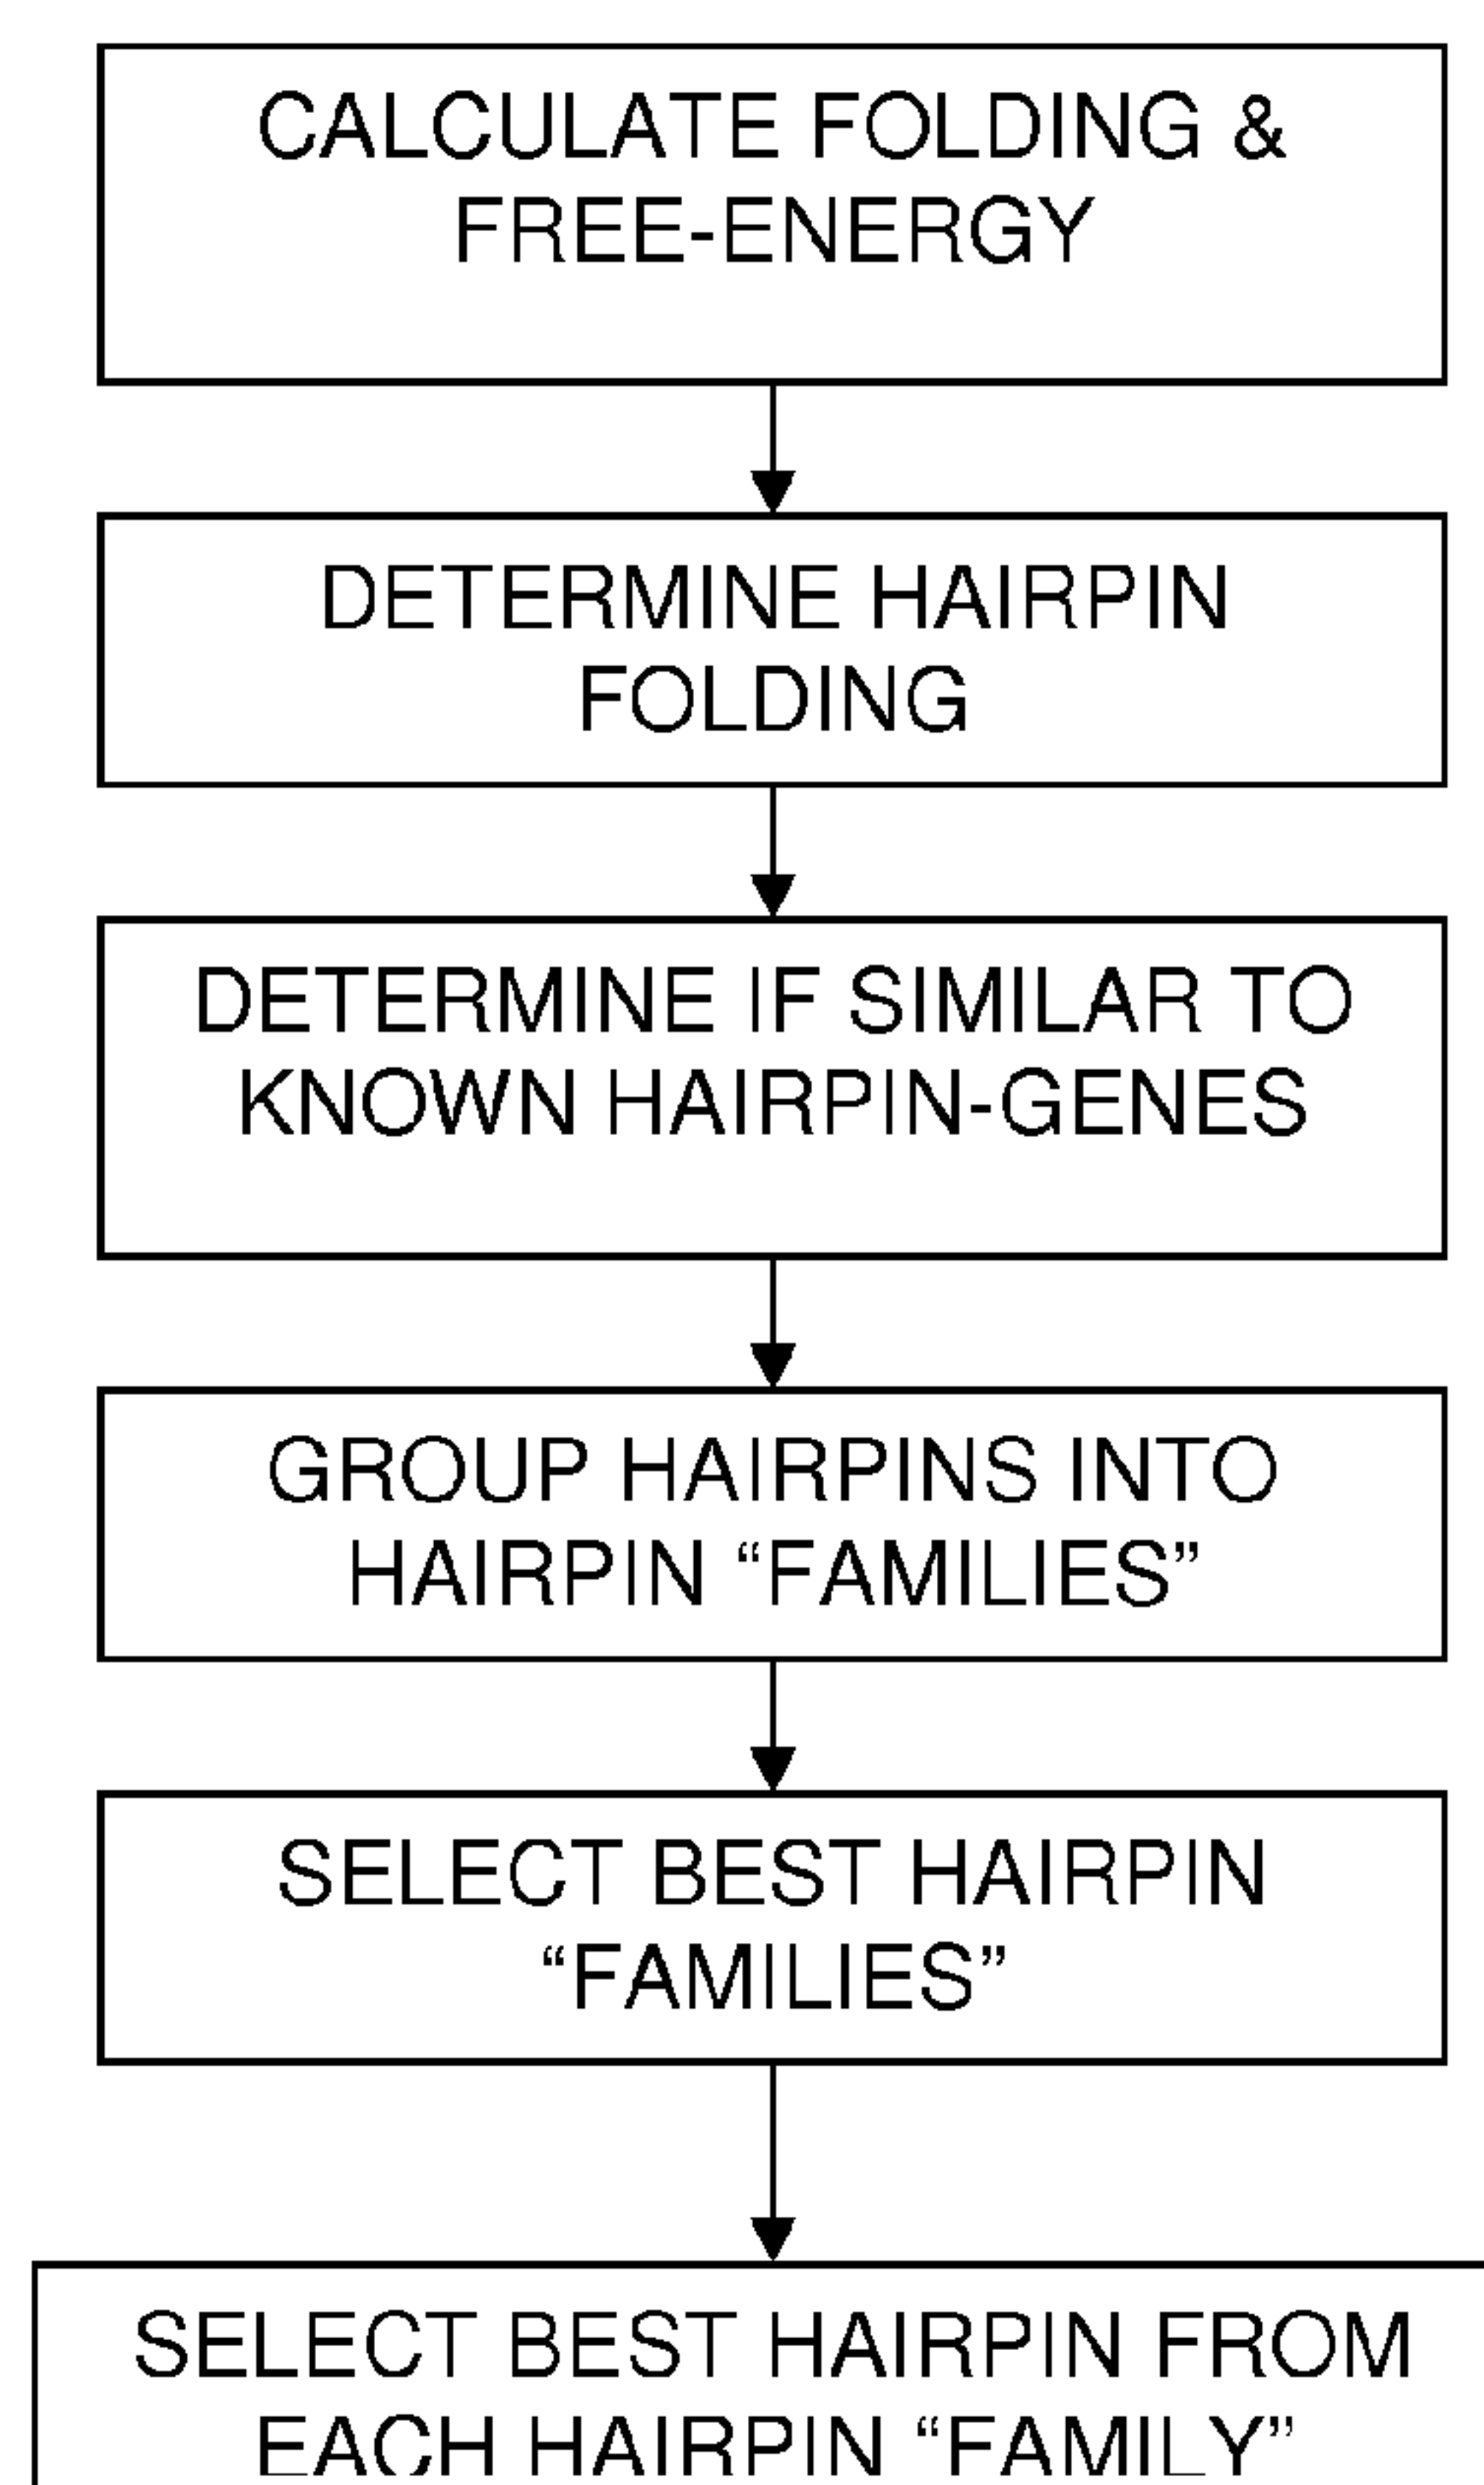 CALCULATE FOLDING &
FREE-ENERGY
DETERMINE HAIRPIN
FOLDING
DETERMINE IF SIMILAR TO
KNOWN HAIRPIN-GENES
GROUP HAIRPINS INTO
HAIRPIN “FAMILIES”
SELECT BEST HAIRPIN
“FAMILIES”
SELECT BEST HAIRPIN FROM
EACH HAIRPIN “FAMILY”